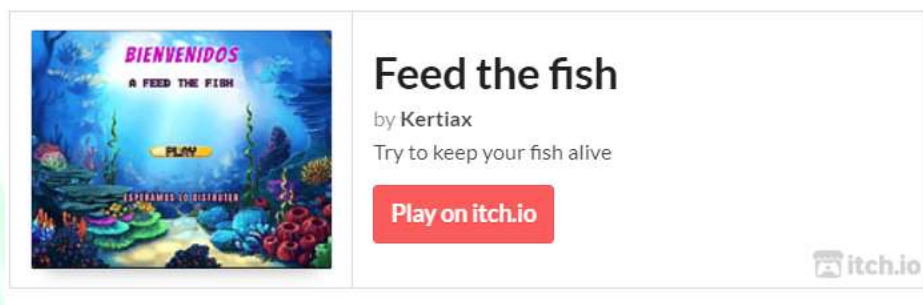 BIENVENIDOS
A FEED THE FISH
PLAY
ESPERAMOS LO DISFRUTEN
Feed the fish
by Kertiax
Try to keep your fish alive
Play on itch.io
itch.io